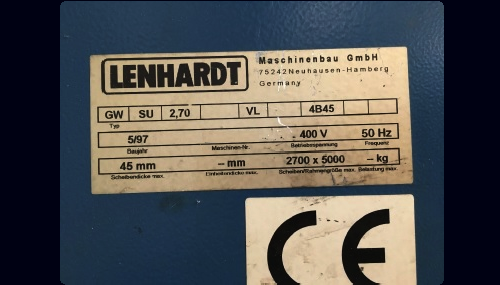 LENHARDT
Maschinenbau GmbH
75242 Neuhausen-Hamberg
Germany
GW SU 2,70 VL 4B45
Typ
5/97 400 V 50 Hz
Baujahr Maschinen-Nr. Betriebsspannung Frequenz
45 mm – mm 2700 x 5000 – kg
Scheibendicke max. Einheitendicke max. Scheiben/Rahmengröße max. Belastung max.
CE